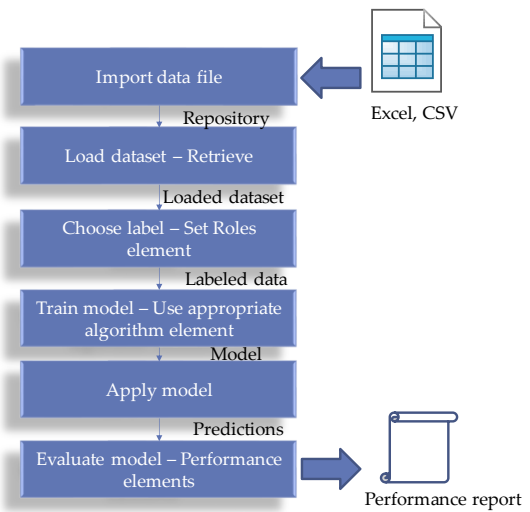 Import data file
Excel, CSV
Repository
Load dataset – Retrieve
Loaded dataset
Choose label – Set Roles
element
Labeled data
Train model – Use appropriate
algorithm element
Model
Apply model
Predictions
Evaluate model – Performance
elements
Performance report